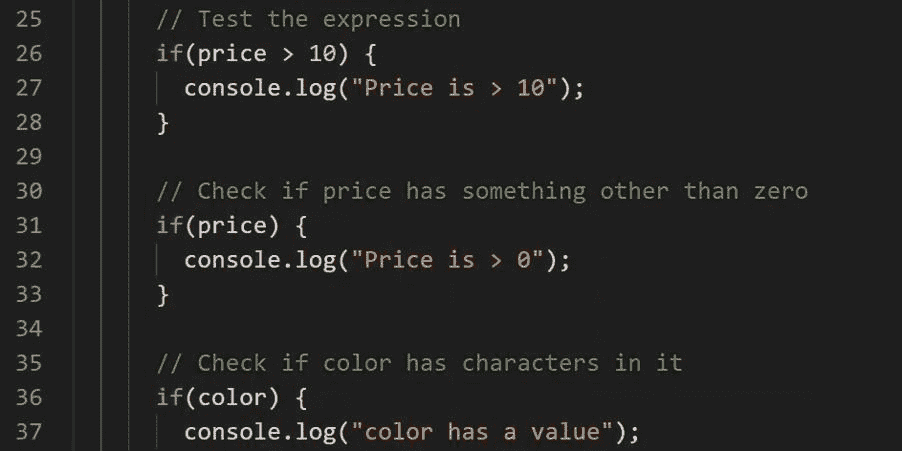 25 // Test the expression
26 if(price > 10) {
27 console.log("Price is > 10");
28 }
29
30 // Check if price has something other than zero
31 if(price) {
32 console.log("Price is > 0");
33 }
34
35 // Check if color has characters in it
36 if(color) {
37 console.log("color has a value");